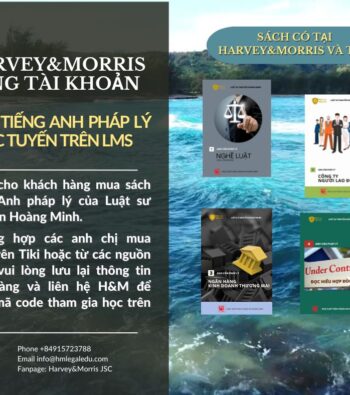 RVEY&MORRIS
NG TÀI KHOẢN
TIẾNG ANH PHÁP LÝ
C TUYẾN TRÊN LMS
cho khách hàng mua sách
Anh pháp lý của Luật sư
n Hoàng Minh.
g hợp các anh chị mua
rên Tiki hoặc từ các nguồn
vui lòng lưu lại thông tin
àng và liên hệ H&M để
mã code tham gia học trên
Phone +84915723788
Email info@hmlegaledu.com
Fanpage: Harvey&Morris JSC
SÁCH CÓ TẠI
HARVEY&MORRIS VÀ T
NGHỀ LUẬT
CÔNG TY
NGƯỜI LAO Đ
NGÂN HÀNG
KINH DOANH THƯƠNG MẠI
Under Contr
ĐỌC HIỂU HỢP ĐỒN